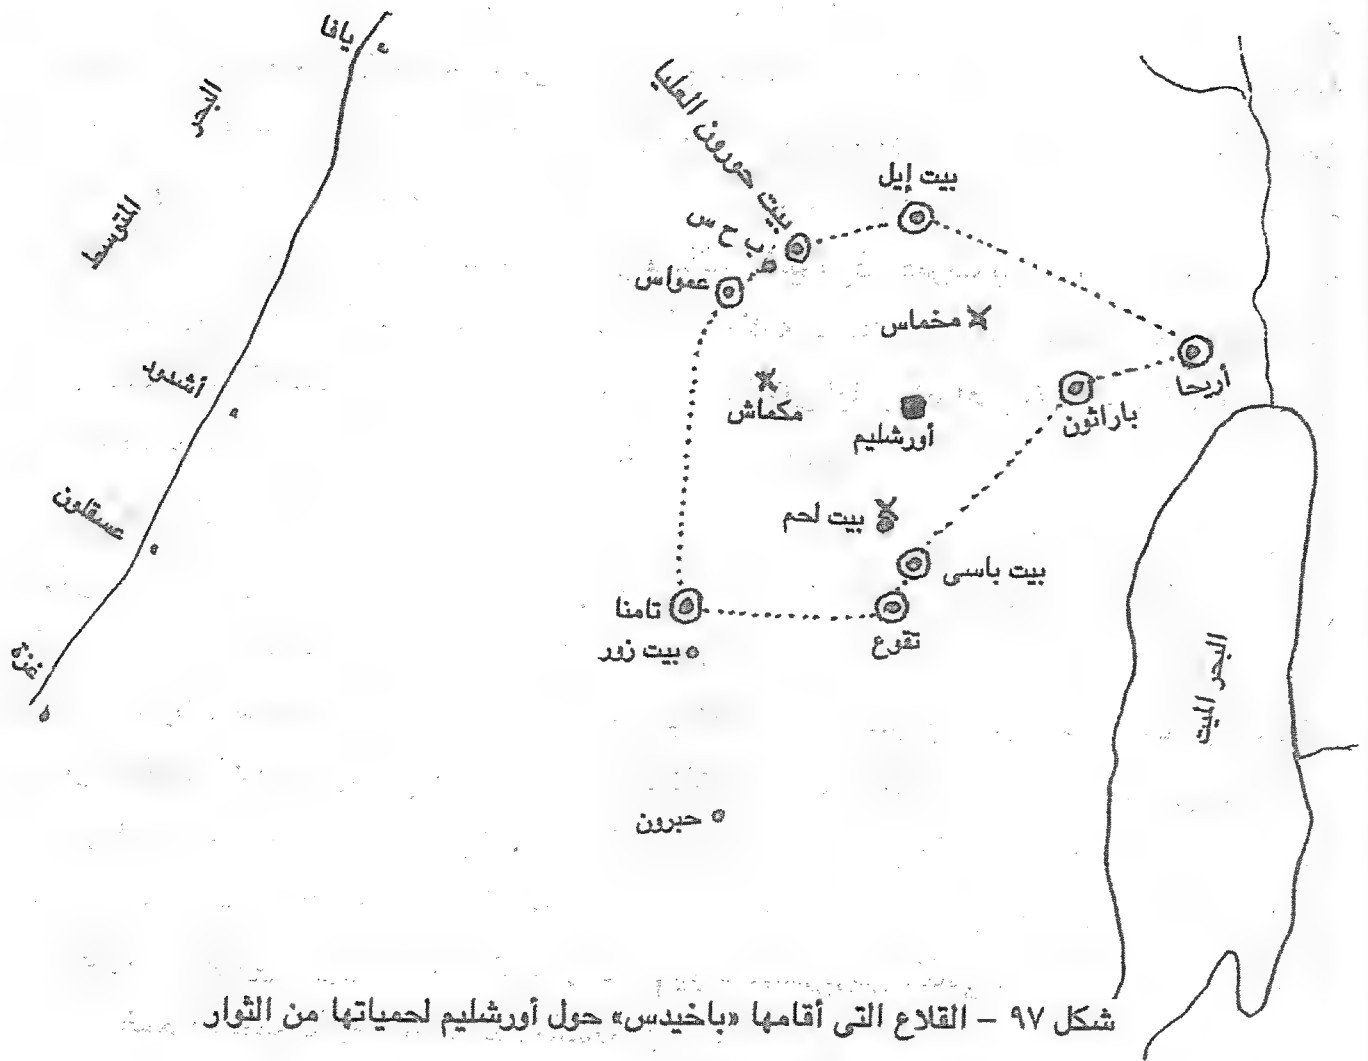 يافا
البحر
المتوسط
أشدود
عسقلون
غزة
بيت حورون العليا
ب ح س
بيت إيل
عمواس
مخماس
أريحا
باراثون
مكماش
أورشليم
بيت لحم
بيت باسى
تامنا
تقوع
بيت زور
حبرون
البحر الميت
شكل ٩٧ – القلاع التى أقامها «باخيدس» حول أورشليم لحمياتها من الثوار